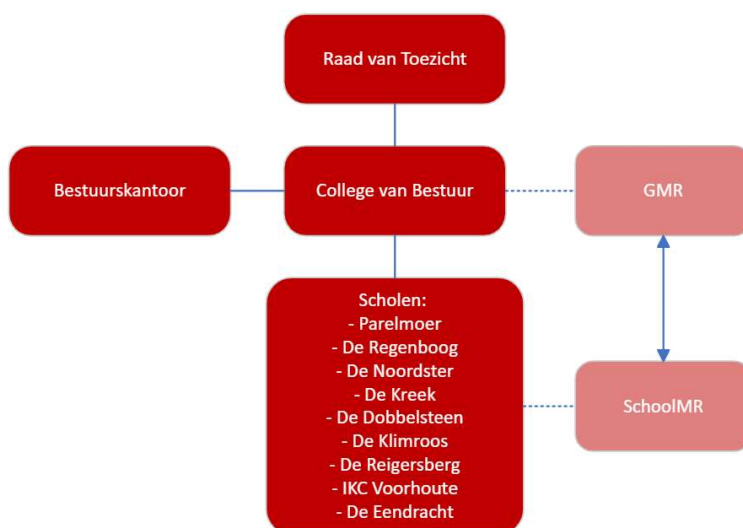 Raad van Toezicht
Bestuurskantoor
College van Bestuur
GMR
Scholen:
- Parelmoer
- De Regenboog
- De Noordster
- De Kreek
- De Dobbelsteen
- De Klimroos
- De Reigersberg
- IKC Voorhoute
- De Eendracht
SchoolMR